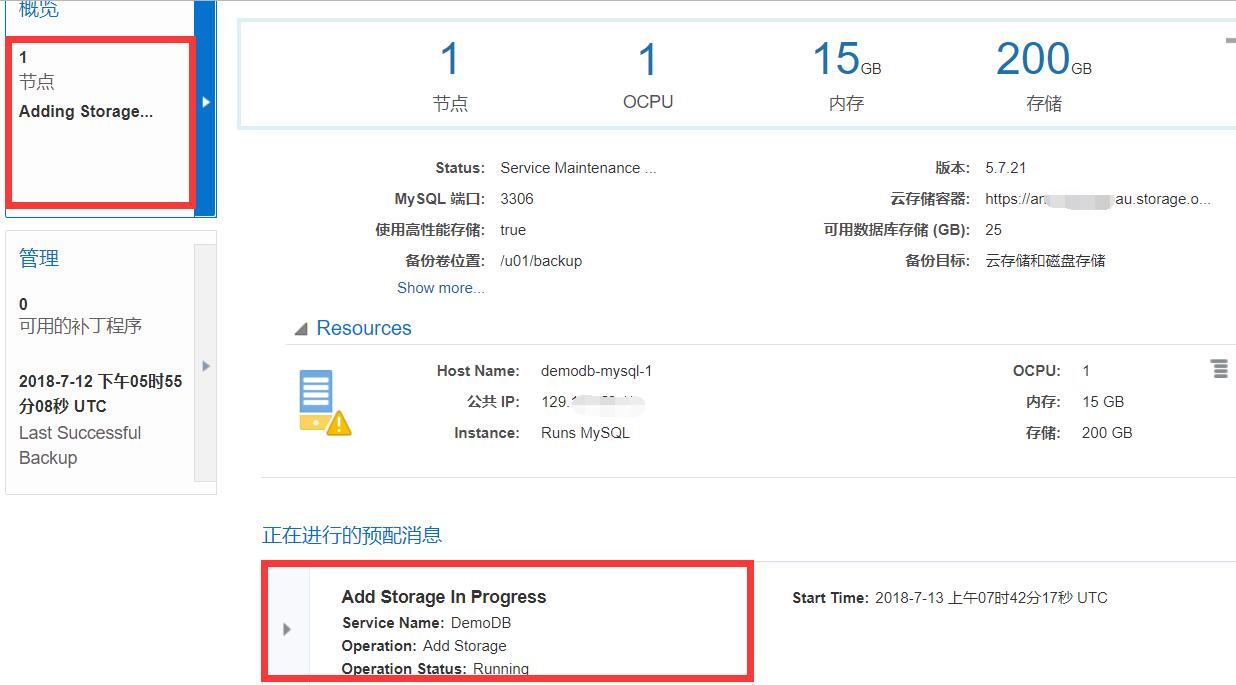 概览
1
节点
Adding Storage...
管理
0
可用的补丁程序
2018-7-12 下午05时55
分08秒 UTC
Last Successful
Backup
1
节点
1
OCPU
15GB
内存
200GB
存储
Status: Service Maintenance ...
版本: 5.7.21
MySQL 端口: 3306
云存储容器: https://an au.storage.o...
使用高性能存储: true
可用数据库存储 (GB): 25
备份卷位置: /u01/backup
备份目标: 云存储和磁盘存储
Show more...
Resources
Host Name: demodb-mysql-1
OCPU: 1
公共 IP: 129.
内存: 15 GB
Instance: Runs MySQL
存储: 200 GB
正在进行的预配消息
Add Storage In Progress
Start Time: 2018-7-13 上午07时42分17秒 UTC
Service Name: DemoDB
Operation: Add Storage
Operation Status: Running